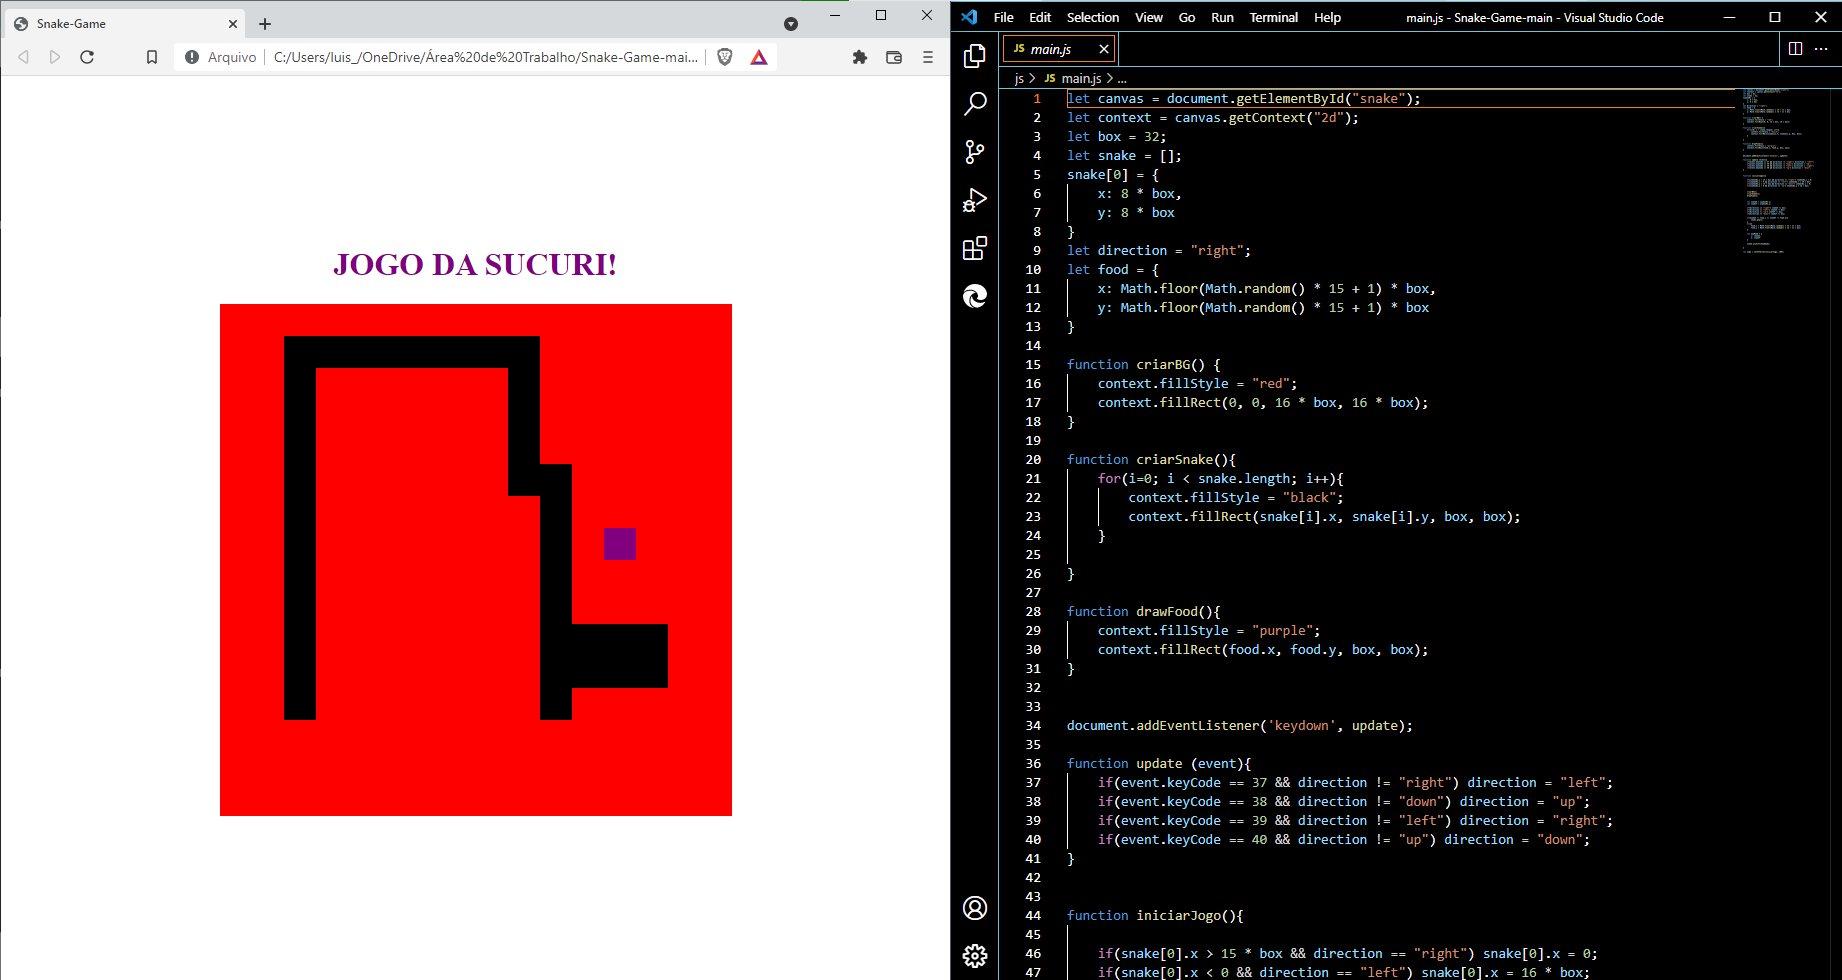 Snake-Game
Arquivo
C:/Users/luis_/OneDrive/Área%20de%20Trabalho/Snake-Game-mai...
JOGO DA SUCURI!
File Edit Selection View Go Run Terminal Help
main.js - Snake-Game-main - Visual Studio Code
JS main.js
js > JS main.js > ...
1 let canvas = document.getElementById("snake");
2 let context = canvas.getContext("2d");
3 let box = 32;
4 let snake = [];
5 snake[0] = {
6     x: 8 * box,
7     y: 8 * box
8 }
9 let direction = "right";
10 let food = {
11     x: Math.floor(Math.random() * 15 + 1) * box,
12     y: Math.floor(Math.random() * 15 + 1) * box
13 }
14
15 function criarBG() {
16     context.fillStyle = "red";
17     context.fillRect(0, 0, 16 * box, 16 * box);
18 }
19
20 function criarSnake(){
21     for(i=0; i < snake.length; i++){
22         context.fillStyle = "black";
23         context.fillRect(snake[i].x, snake[i].y, box, box);
24     }
25
26 }
27
28 function drawFood(){
29     context.fillStyle = "purple";
30     context.fillRect(food.x, food.y, box, box);
31 }
32
33
34 document.addEventListener('keydown', update);
35
36 function update (event){
37     if(event.keyCode == 37 && direction != "right") direction = "left";
38     if(event.keyCode == 38 && direction != "down") direction = "up";
39     if(event.keyCode == 39 && direction != "left") direction = "right";
40     if(event.keyCode == 40 && direction != "up") direction = "down";
41 }
42
43
44 function iniciarJogo(){
45
46     if(snake[0].x > 15 * box && direction == "right") snake[0].x = 0;
47     if(snake[0].x < 0 && direction == "left") snake[0].x = 16 * box;